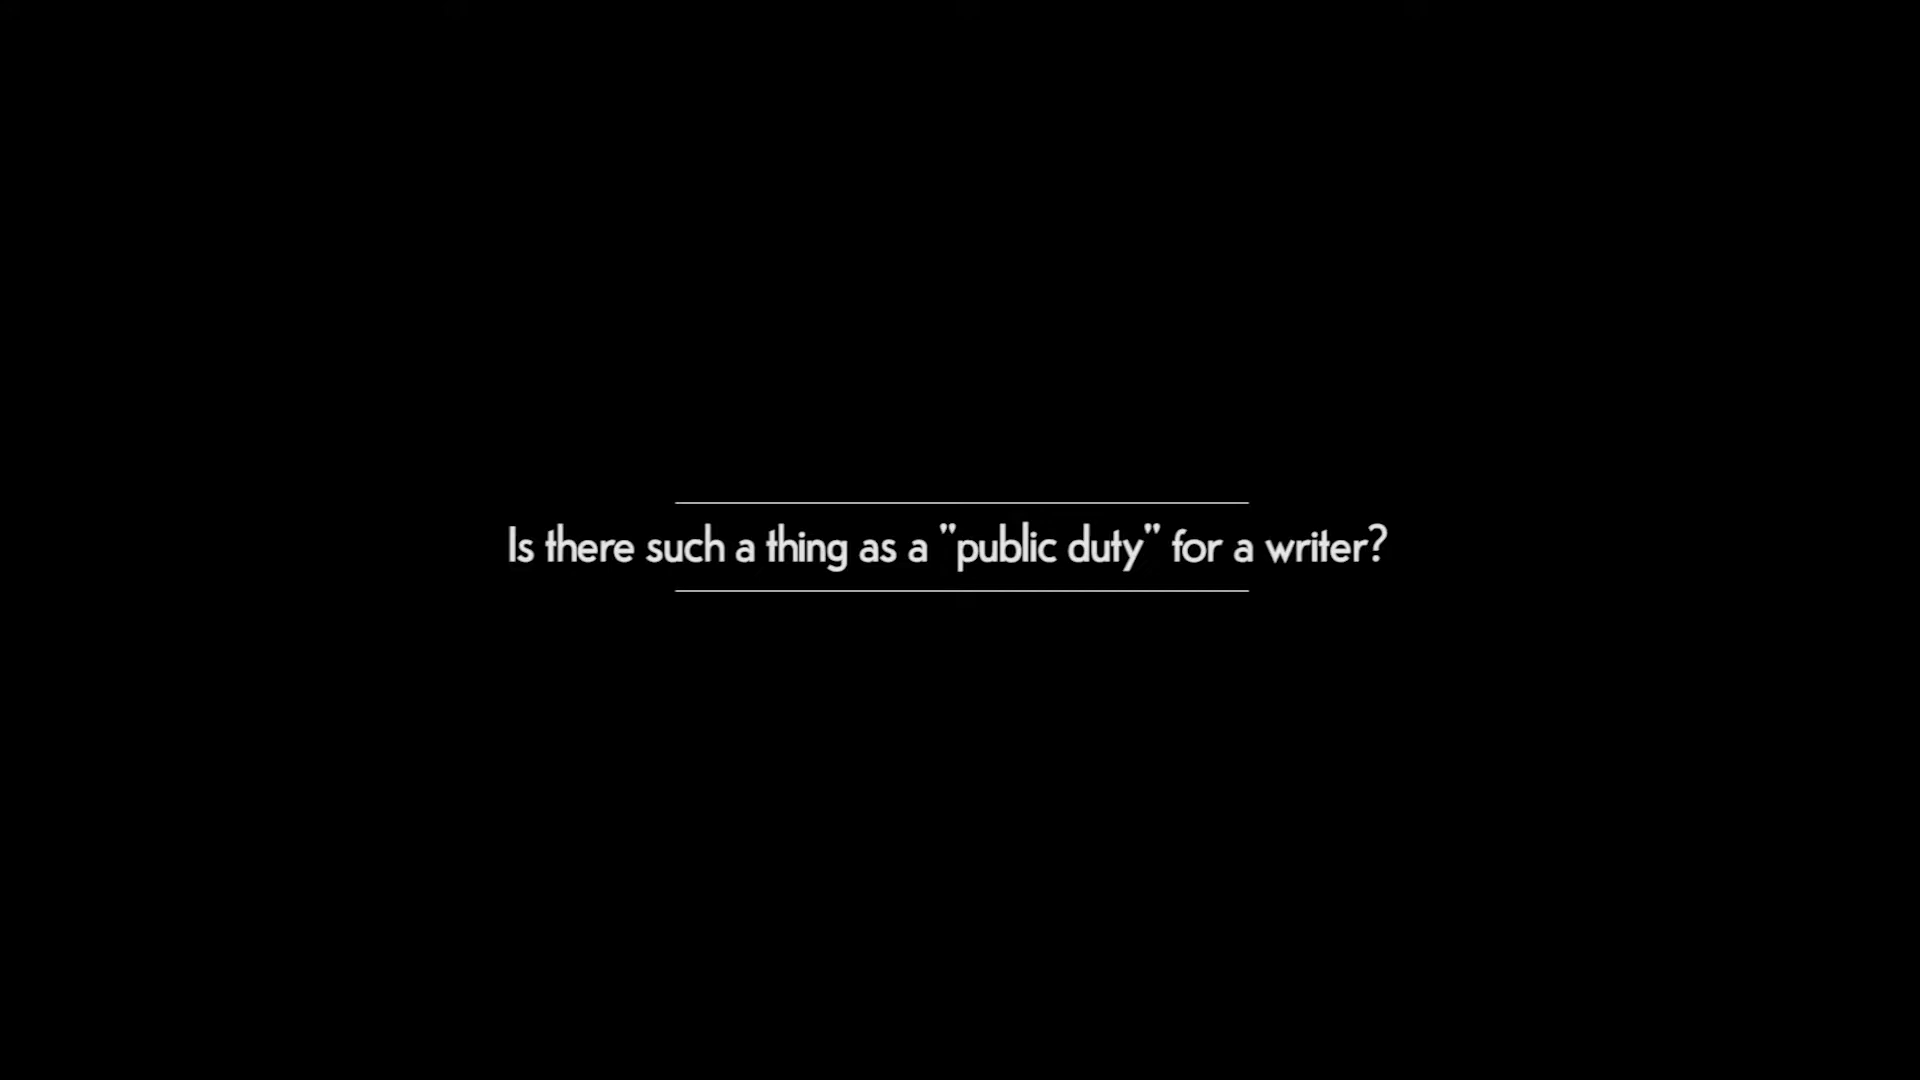 Is there such a thing as a "public duty" for a writer?